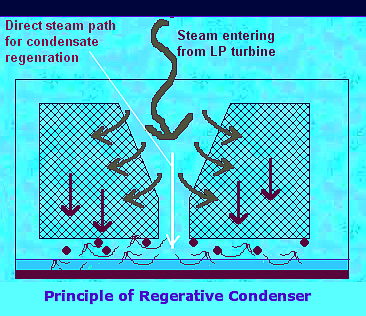 Direct steam path
for condensate
regenration
Steam entering
from LP turbine
Principle of Regerative Condenser